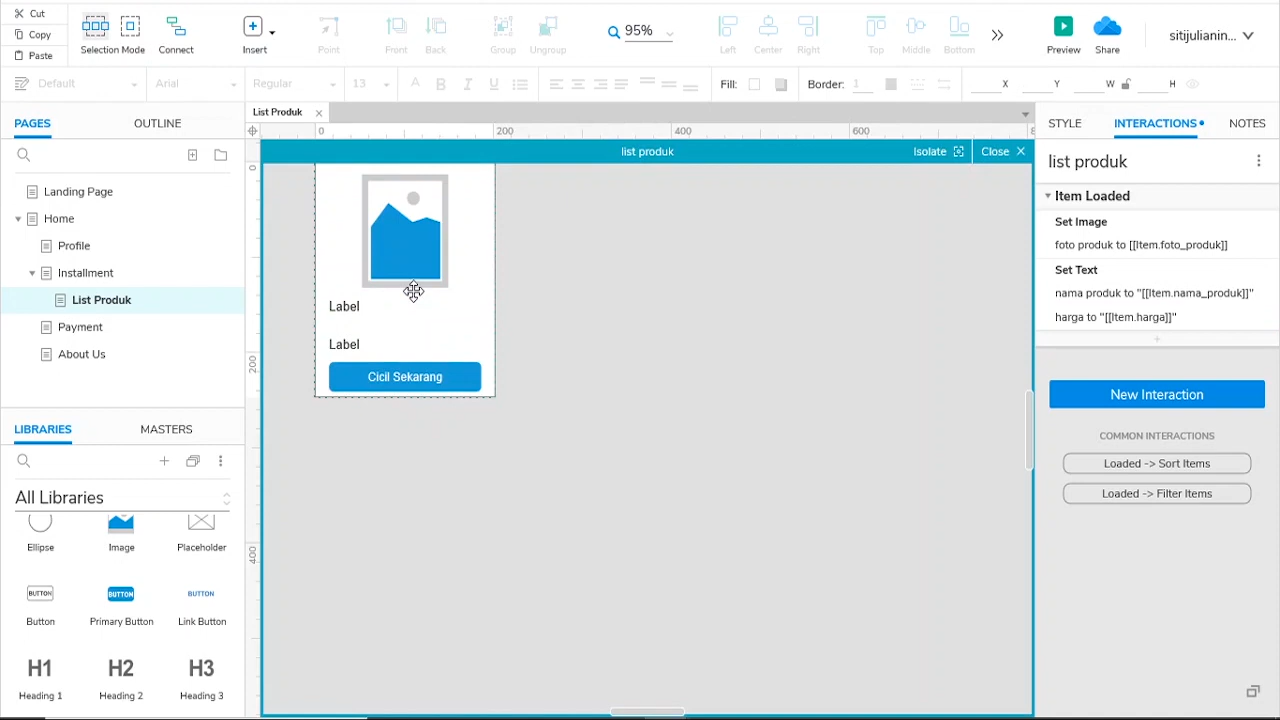 Cut
Copy
Paste
Selection Mode
Connect
Insert
Point
Front
Back
Group
Ungroup
95%
Left
Center
Right
Top
Middle
Bottom
Preview
Share
sitijulianin...
Default
Arial
Regular
13
Fill:
Border:
1
X
Y
W
H
PAGES
OUTLINE
Landing Page
Home
Profile
Installment
List Produk
Payment
About Us
LIBRARIES
MASTERS
All Libraries
Ellipse
Image
Placeholder
BUTTON
BUTTON
BUTTON
Button
Primary Button
Link Button
H1
H2
H3
Heading 1
Heading 2
Heading 3
List Produk
0
200
400
600
8
list produk
Isolate
Close
0
200
400
Label
Label
Cicil Sekarang
STYLE
INTERACTIONS
NOTES
list produk
Item Loaded
Set Image
foto produk to [[Item.foto_produk]]
Set Text
nama produk to "[[Item.nama_produk]]"
harga to "[[Item.harga]]"
New Interaction
COMMON INTERACTIONS
Loaded -> Sort Items
Loaded -> Filter Items